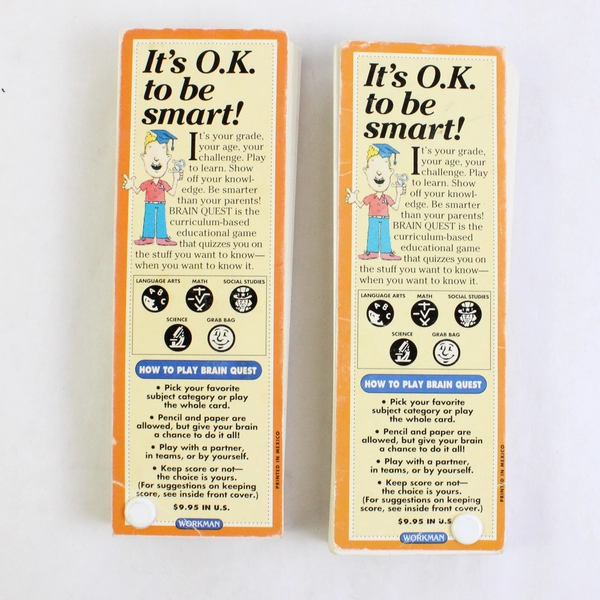 It's O.K.
to be
smart!
It's your grade,
your age, your
challenge. Play
to learn. Show
off your knowl-
edge. Be smarter
than your parents!
BRAIN QUEST is the
curriculum-based
educational game
that quizzes you on
the stuff you want to know—
when you want to know it.
LANGUAGE ARTS MATH SOCIAL STUDIES
A B C
SCIENCE GRAB BAG
HOW TO PLAY BRAIN QUEST
• Pick your favorite
subject category or play
the whole card.
• Pencil and paper are
allowed, but give your brain
a chance to do it all!
• Play with a partner,
in teams, or by yourself.
• Keep score or not—
the choice is yours.
(For suggestions on keeping
score, see inside front cover.)
$9.95 IN U.S.
WORKMAN
PRINTED IN MEXICO
It's O.K.
to be
smart!
It's your grade,
your age, your
challenge. Play
to learn. Show
off your knowl-
edge. Be smarter
than your parents!
BRAIN QUEST is the
curriculum-based
educational game
that quizzes you on
the stuff you want to know—
when you want to know it.
LANGUAGE ARTS MATH SOCIAL STUDIES
A B C
SCIENCE GRAB BAG
HOW TO PLAY BRAIN QUEST
• Pick your favorite
subject category or play
the whole card.
• Pencil and paper are
allowed, but give your brain
a chance to do it all!
• Play with a partner,
in teams, or by yourself.
• Keep score or not—
the choice is yours.
(For suggestions on keeping
score, see inside front cover.)
$9.95 IN U.S.
WORKMAN
PRINTED IN MEXICO